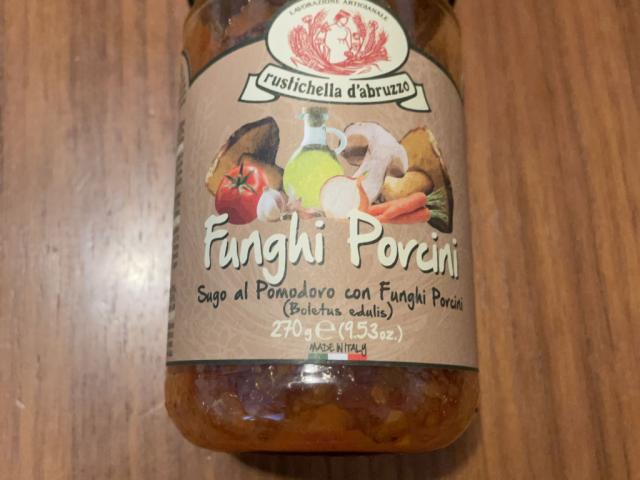 LAVORAZIONE ARTIGIANALE
rustichella d'abruzzo
Funghi Porcini
Sugo al Pomodoro con Funghi Porcini
(Boletus edulis)
270g e (9.53oz.)
MADE IN ITALY